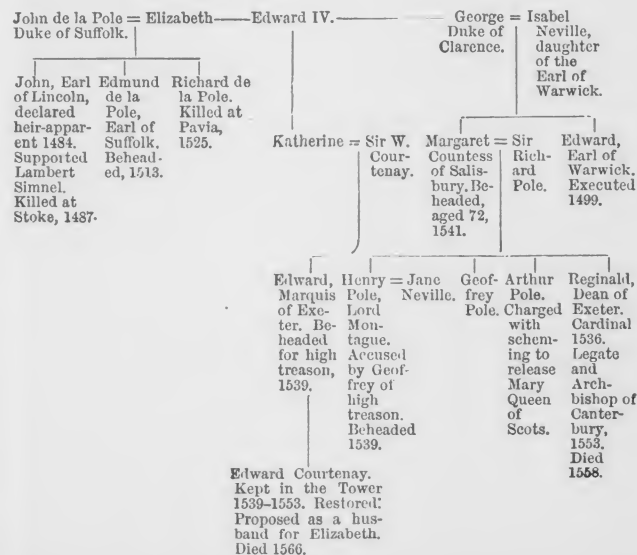 John de la Pole = Elizabeth — Edward IV. — George = Isabel
Duke of Suffolk.
Duke of
Clarence.
Neville,
daughter
of the
Earl of
Warwick.
John, Earl
of Lincoln,
declared
heir-appar-
ent 1484.
Supported
Lambert
Simnel.
Killed at
Stoke, 1487.
Edmund
de la
Pole,
Earl of
Suffolk.
Behead-
ed, 1513.
Richard de
la Pole.
Killed at
Pavia,
1525.
Katherine = Sir W.
Cour-
tenay.
Margaret = Sir
Countess
of Salis-
bury. Be-
headed,
aged 72,
1541.
Rich-
ard
Pole.
Edward,
Earl of
Warwick.
Executed
1499.
Edward,
Marquis
of Exe-
ter. Be-
headed
for high
treason,
1539.
Henry = Jane
Pole,
Lord
Mon-
tague.
Accused
by Geof-
frey of
high
treason.
Beheaded
1539.
Neville.
Geof-
frey
Pole.
Arthur
Pole.
Charged
with
schem-
ing to
release
Mary
Queen
of
Scots.
Reginald,
Dean of
Exeter.
Cardinal
1536.
Legate
and
Arch-
bishop of
Canter-
bury,
1553.
Died
1558.
Edward Courtenay.
Kept in the Tower
1539–1553. Restored:
Proposed as a hus-
band for Elizabeth.
Died 1566.